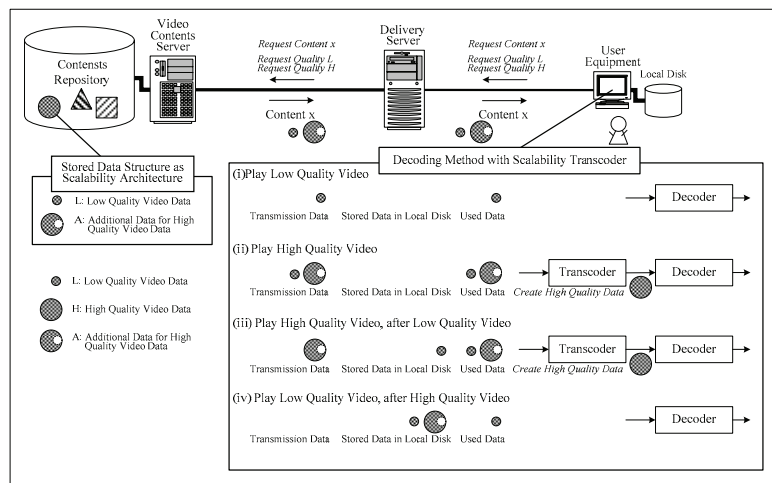 Video
Contents
Server
Delivery
Server
User
Equipment
Local Disk
Contensts
Repository
Request Content x
Request Quality L
Request Quality H
Content x
Request Content x
Request Quality L
Request Quality H
Content x
Stored Data Structure as
Scalability Architecture
L: Low Quality Video Data
A: Additional Data for High
Quality Video Data
L: Low Quality Video Data
H: High Quality Video Data
A: Additional Data for High
Quality Video Data
Decoding Method with Scalability Transcoder
(i)Play Low Quality Video
Transmission Data Stored Data in Local Disk Used Data
Decoder
(ii) Play High Quality Video
Transmission Data Stored Data in Local Disk Used Data
Transcoder
Decoder
Create High Quality Data
(iii) Play High Quality Video, after Low Quality Video
Transmission Data Stored Data in Local Disk Used Data
Transcoder
Decoder
Create High Quality Data
(iv) Play Low Quality Video, after High Quality Video
Transmission Data Stored Data in Local Disk Used Data
Decoder